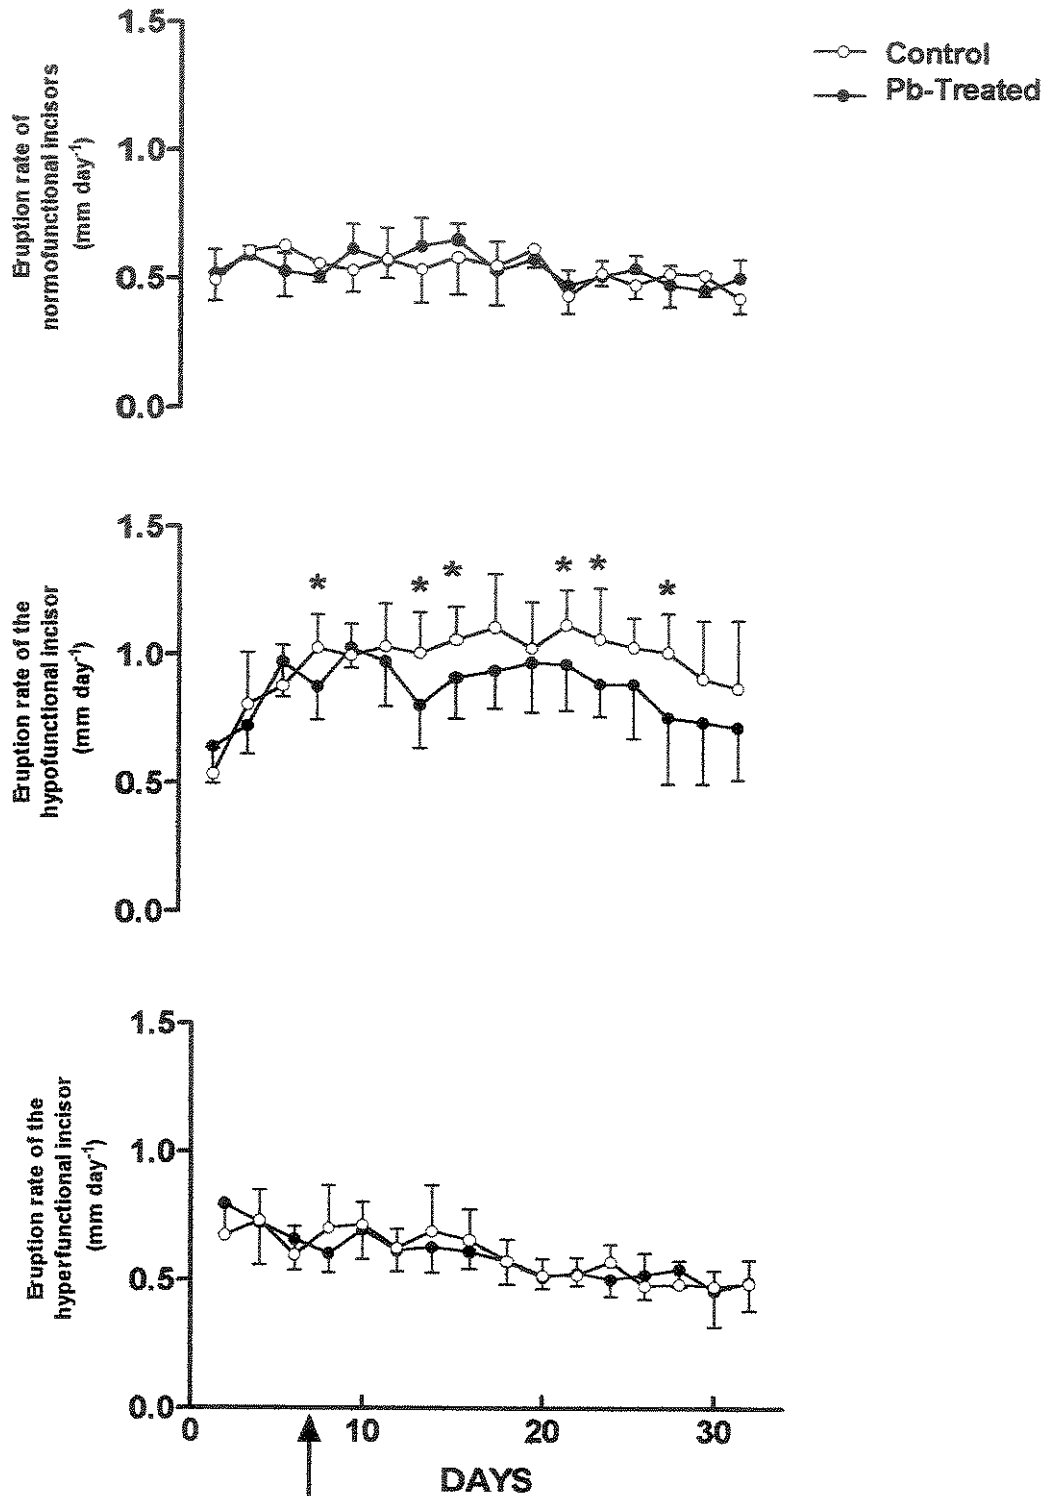 Control
Pb-Treated
Eruption rate of
normofunctional incisors
(mm day-1)
1.5
1.0
0.5
0.0
Eruption rate of the
hypofunctional incisor
(mm day-1)
1.5
1.0
0.5
0.0
* * * * * *
Eruption rate of the
hyperfunctional incisor
(mm day-1)
1.5
1.0
0.5
0.0
0 10 20 30
DAYS